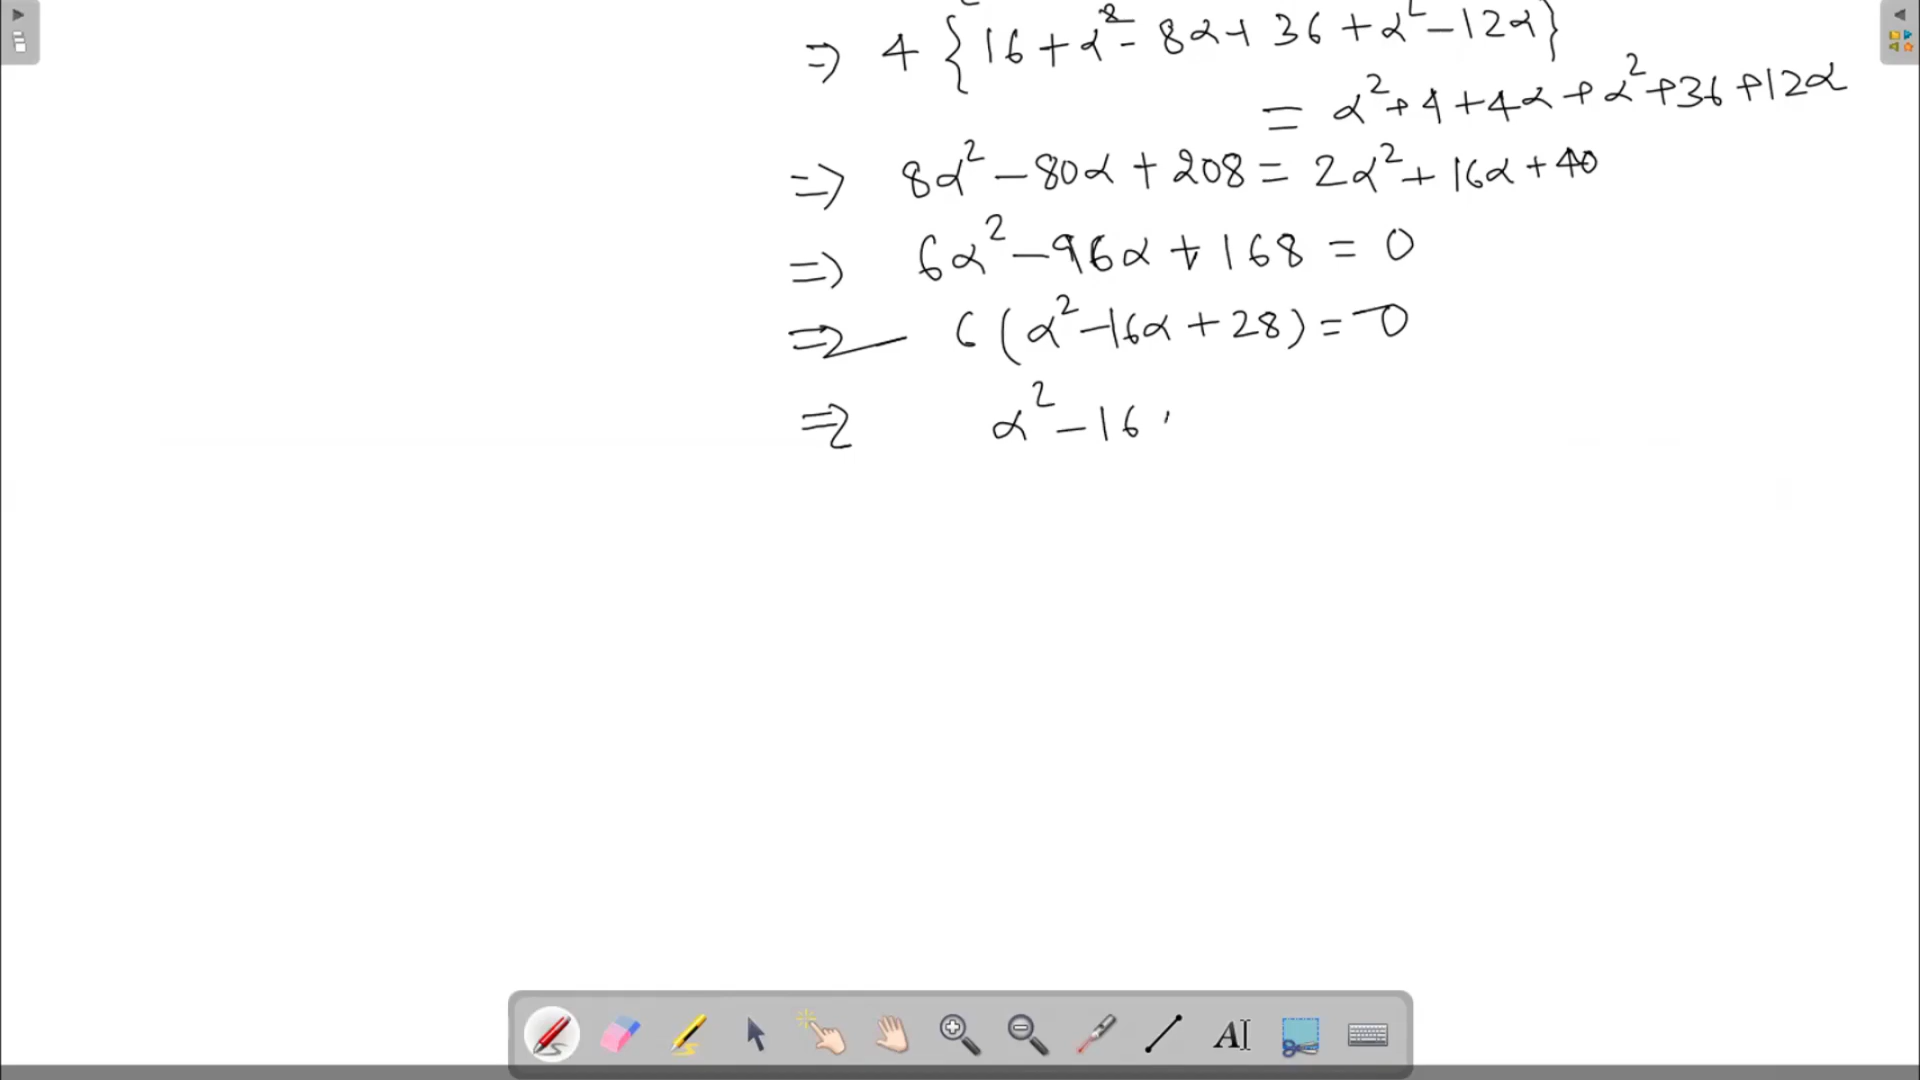 ⇒ 4 {16 + α² - 8α + 36 + α² - 12α}
= α² + 4 + 4α + α² + 36 + 12α
⇒ 8α² - 80α + 208 = 2α² + 16α + 40
⇒ 6α² - 96α + 168 = 0
⇒ 6 (α² - 16α + 28) = 0
⇒ α² - 16
AI